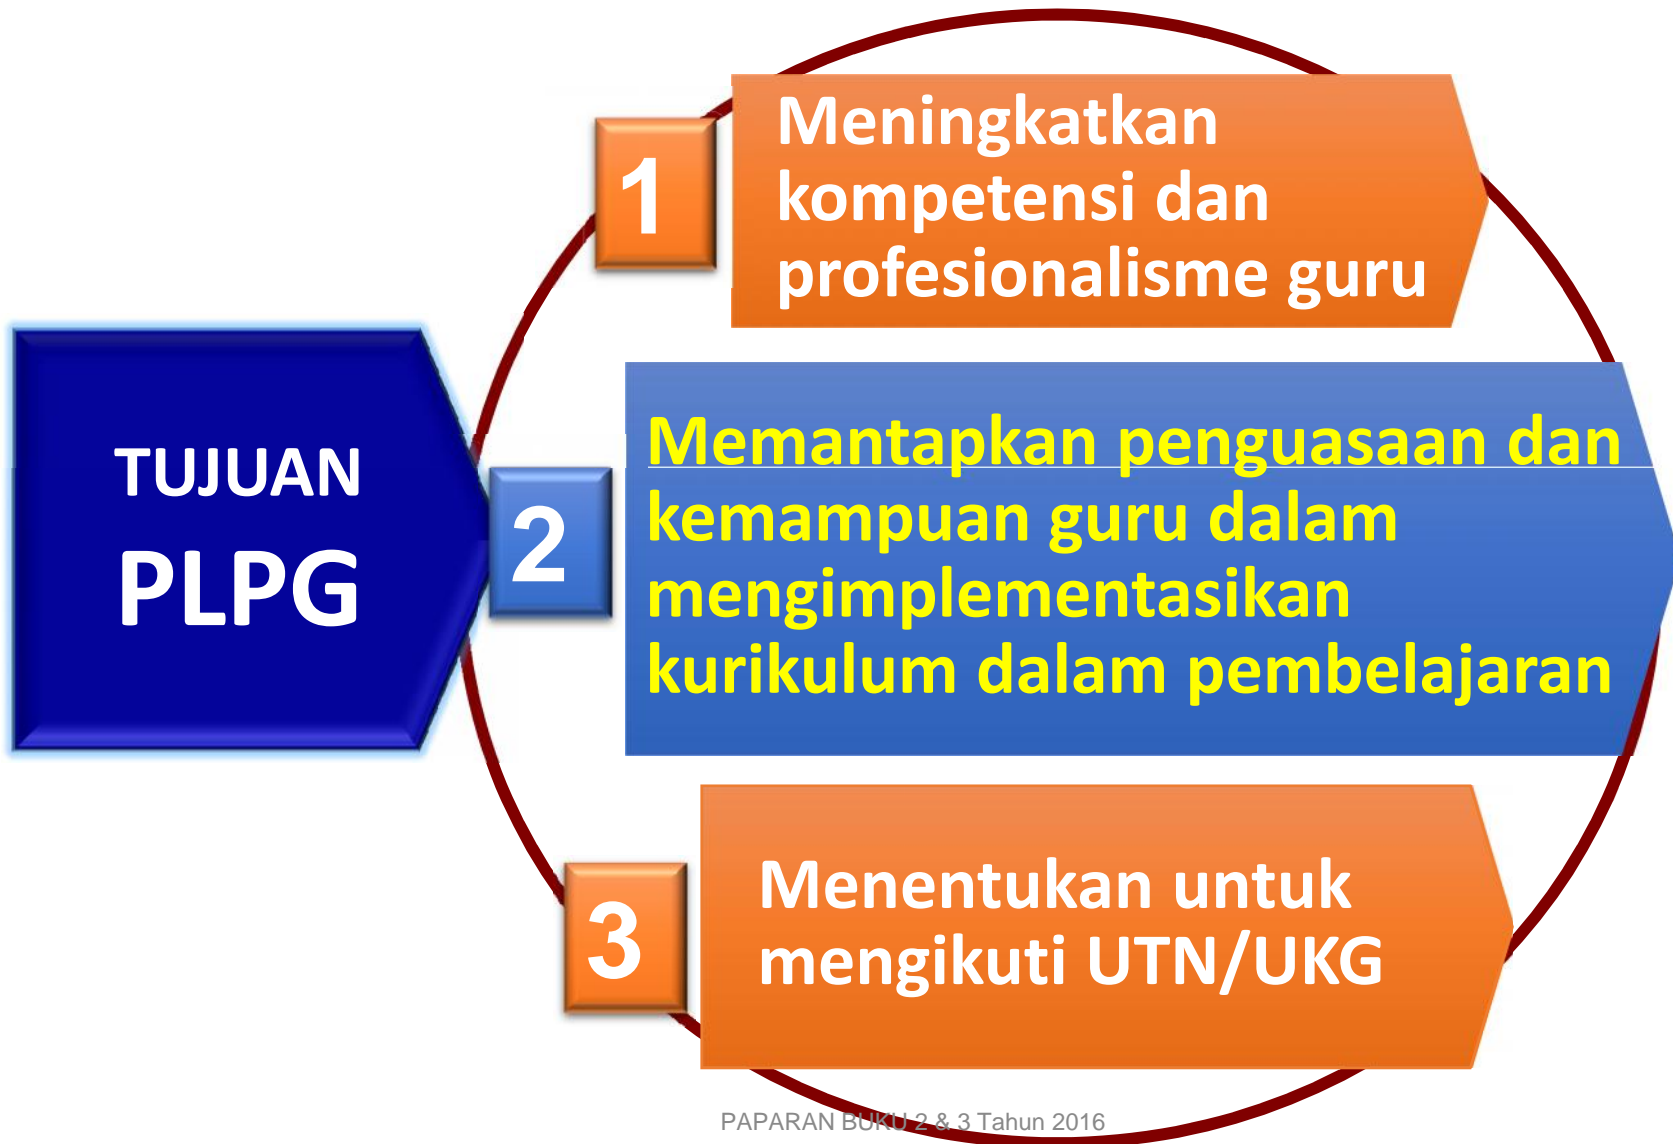 TUJUAN
PLPG
1
Meningkatkan
kompetensi dan
profesionalisme guru
2
Memantapkan penguasaan dan
kemampuan guru dalam
mengimplementasikan
kurikulum dalam pembelajaran
3
Menentukan untuk
mengikuti UTN/UKG
PAPARAN BUKU 2 & 3 Tahun 2016